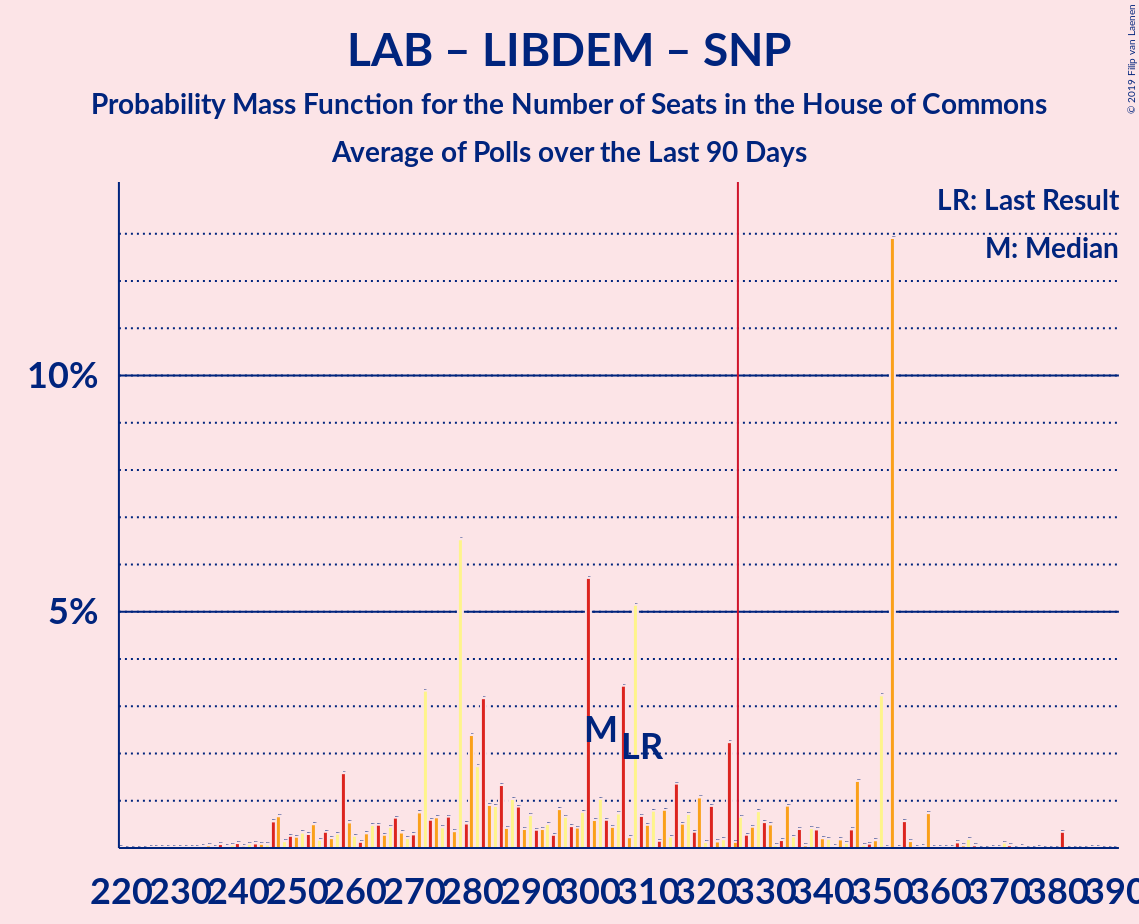 LAB – LIBDEM – SNP
Probability Mass Function for the Number of Seats in the House of Commons
Average of Polls over the Last 90 Days
© 2019 Filip van Laenen
LR: Last Result
M: Median
10%
5%
M
LR
220 230 240 250 260 270 280 290 300 310 320 330 340 350 360 370 380 390